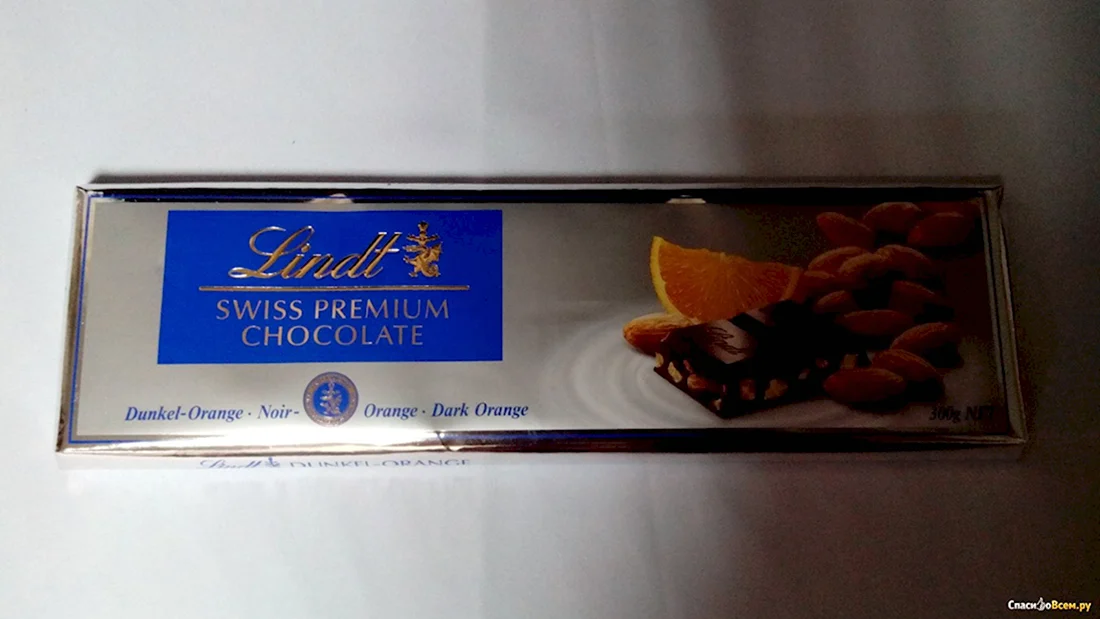 Lindt
SWISS PREMIUM
CHOCOLATE
Dunkel-Orange · Noir-Orange · Dark Orange
300g NET
Lindt DUNKEL-ORANGE
СпасибоВсем.ру